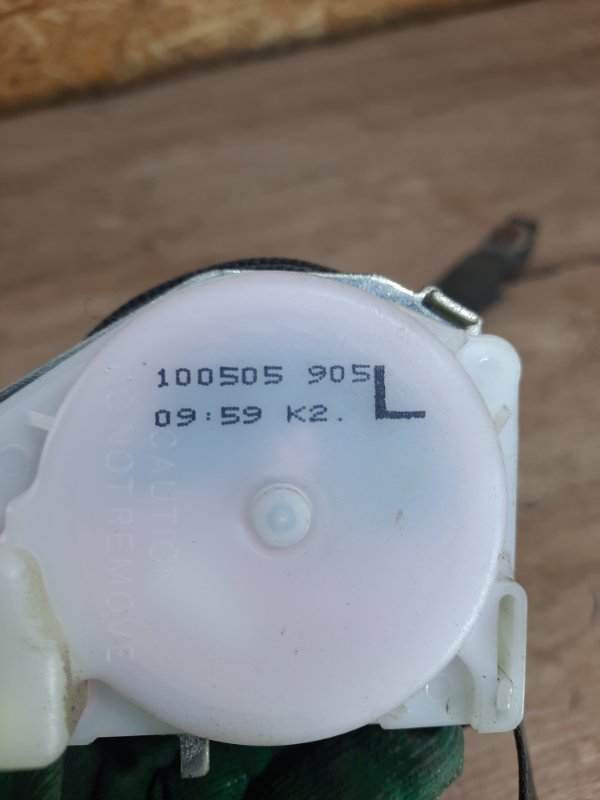 100505 905 L
09:59 K2.
CAUTION
DO NOT REMOVE